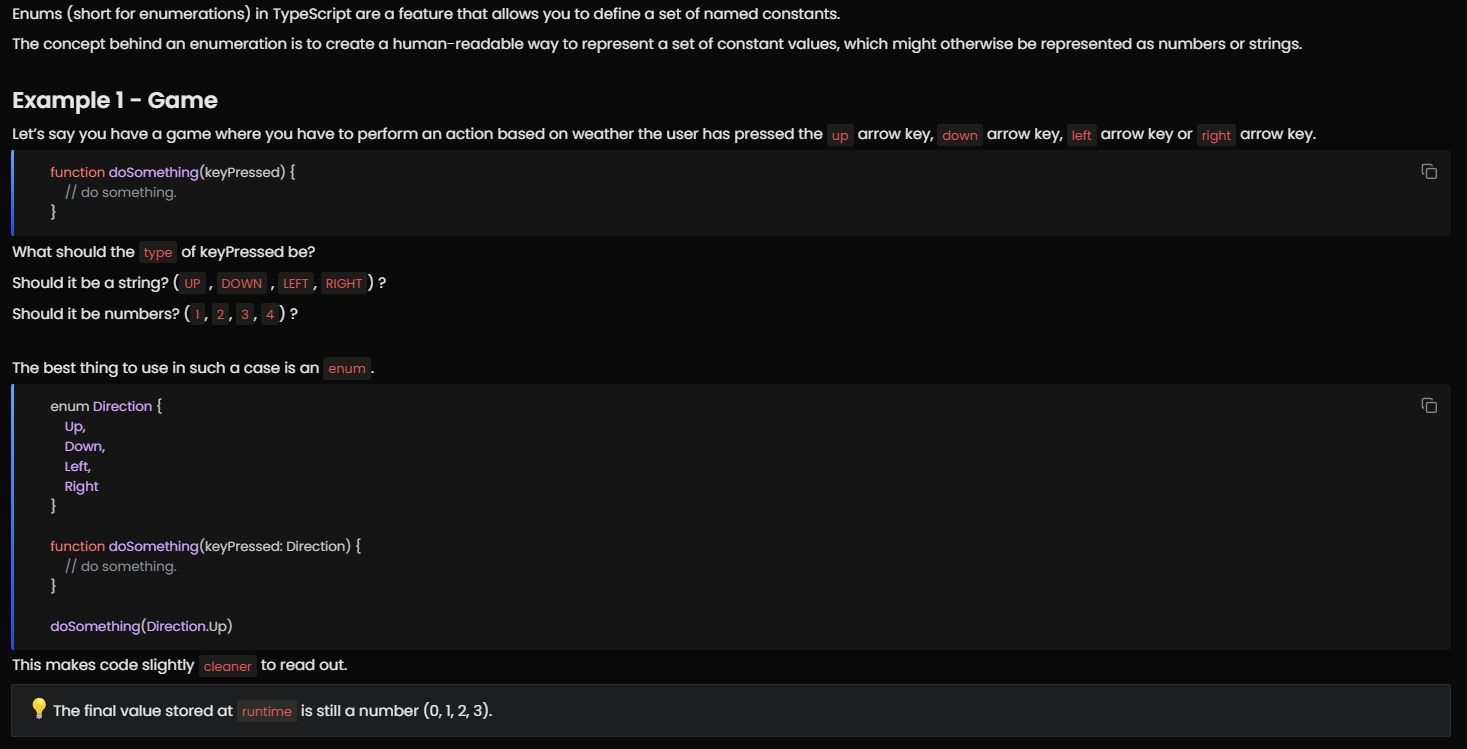 Enums (short for enumerations) in TypeScript are a feature that allows you to define a set of named constants.
The concept behind an enumeration is to create a human-readable way to represent a set of constant values, which might otherwise be represented as numbers or strings.
Example 1 - Game
Let's say you have a game where you have to perform an action based on weather the user has pressed the up arrow key, down arrow key, left arrow key or right arrow key.
function doSomething(keyPressed) {
    // do something.
}
What should the type of keyPressed be?
Should it be a string? (UP , DOWN , LEFT, RIGHT) ?
Should it be numbers? (1, 2, 3, 4) ?
The best thing to use in such a case is an enum.
enum Direction {
    Up,
    Down,
    Left,
    Right
}
function doSomething(keyPressed: Direction) {
    // do something.
}
doSomething(Direction.Up)
This makes code slightly cleaner to read out.
💡 The final value stored at runtime is still a number (0, 1, 2, 3).